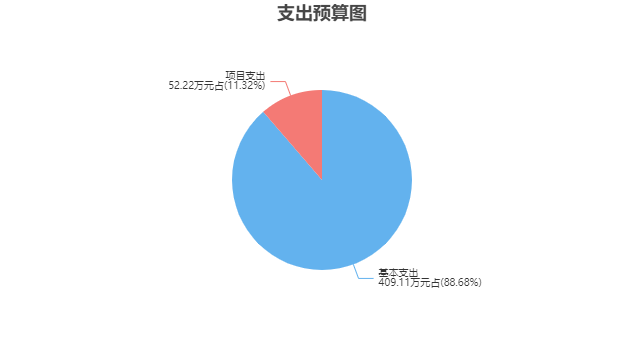 支出预算图
项目支出
52.22万元占(11.32%)
基本支出
409.11万元占(88.68%)